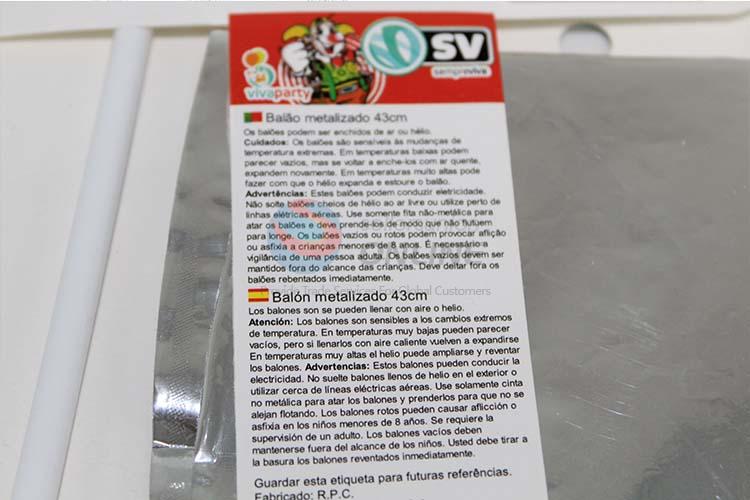 SV
sempreviva
vivaparty
Balão metalizado 43cm
Os balões podem ser enchidos de ar ou hélio.
Cuidados: Os balões são sensíveis às mudanças de
temperatura extremas. Em temperaturas baixas podem
parecer vazios, mas se voltar a enche-los com ar quente,
expandem novamente. Em temperaturas muito altas pode
fazer com que o hélio expanda e estoure o balão.
Advertências: Estes balões podem conduzir eletricidade.
Não solte balões cheios de hélio ao ar livre ou utilize perto de
linhas elétricas aéreas. Use somente fita não-metálica para
atar os balões e deve prende-los de modo que não flutuem
para longe. Os balões vazios ou rotos podem provocar aflição
ou asfixia a crianças menores de 8 anos. É necessário a
vigilância de uma pessoa adulta. Os balões vazios devem ser
mantidos fora do alcance das crianças. Deve deitar fora os
balões rebentados imediatamente.
Trade Services For Global Customers
Balón metalizado 43cm
Los balones son se pueden llenar con aire o helio.
Atención: Los balones son sensibles a los cambios extremos
de temperatura. En temperaturas muy bajas pueden parecer
vacíos, pero si llenarlos con aire caliente vuelven a expandirse
En temperaturas muy altas el helio puede ampliarse y reventar
los balones. Advertencias: Estos balones pueden conducir la
electricidad. No suelte balones llenos de helio en el exterior o
utilizar cerca de líneas eléctricas aéreas. Use solamente cinta
no metálica para atar los balones y prenderlos para que no se
alejan flotando. Los balones rotos pueden causar aflicción o
asfixia en los niños menores de 8 años. Se requiere la
supervisión de un adulto. Los balones vacíos deben
mantenerse fuera del alcance de los niños. Usted debe tirar a
la basura los balones reventados inmediatamente.
Guardar esta etiqueta para futuras referências.
Fabricado: R.P.C.